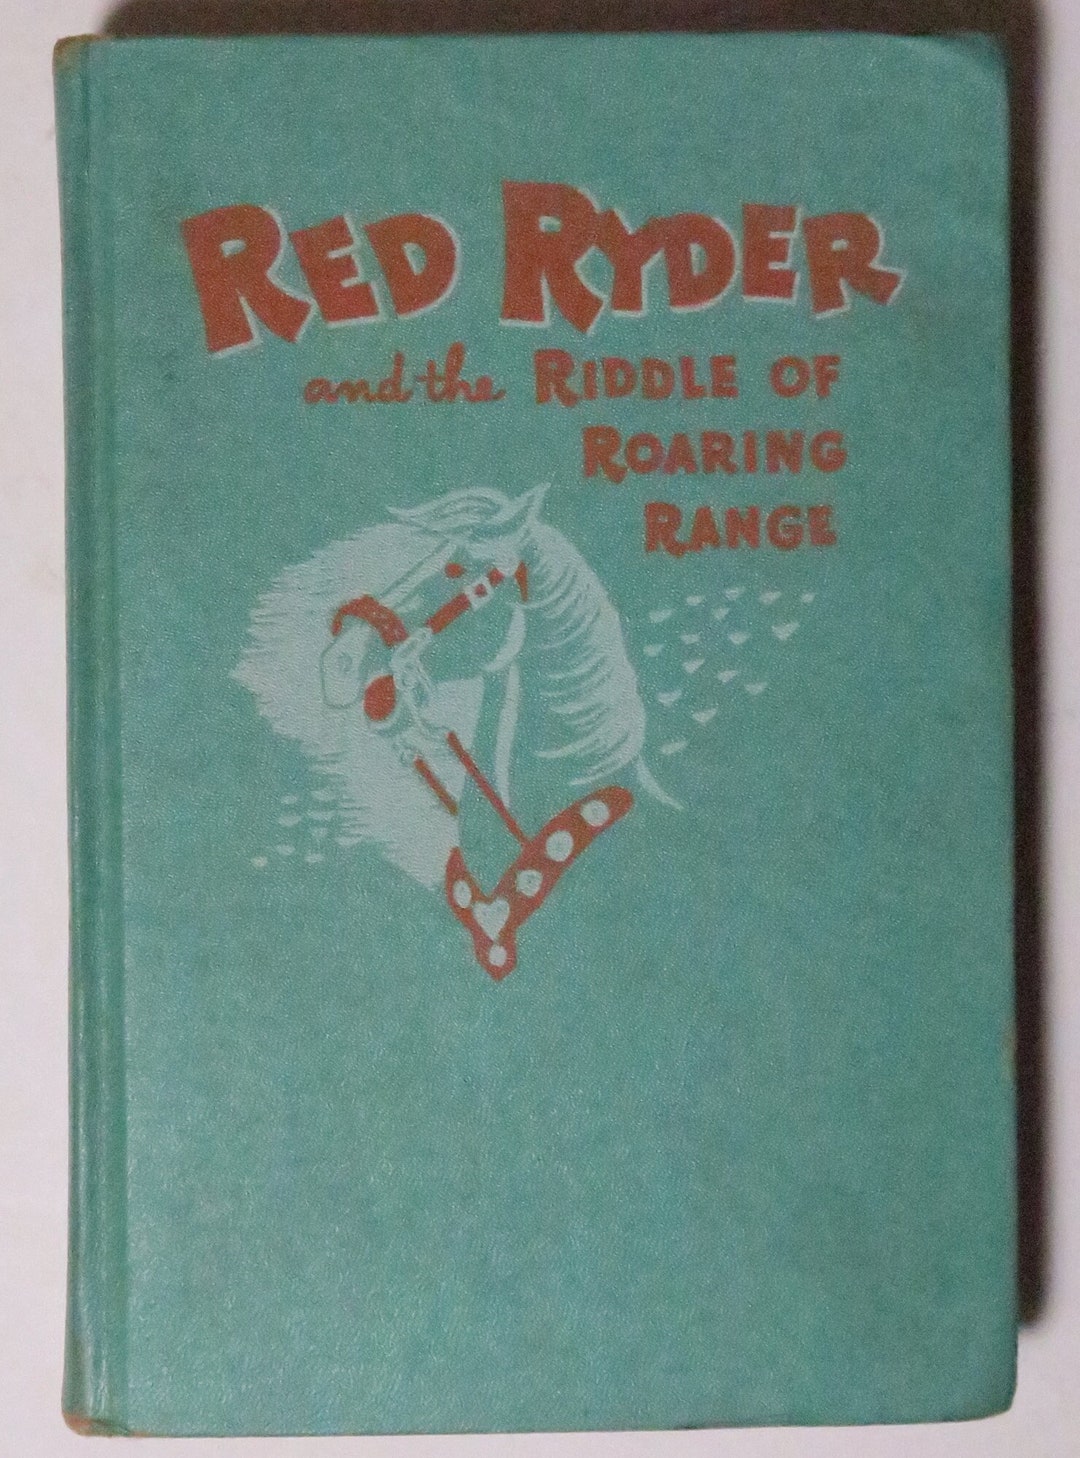 RED RYDER
and the RIDDLE OF
ROARING
RANGE